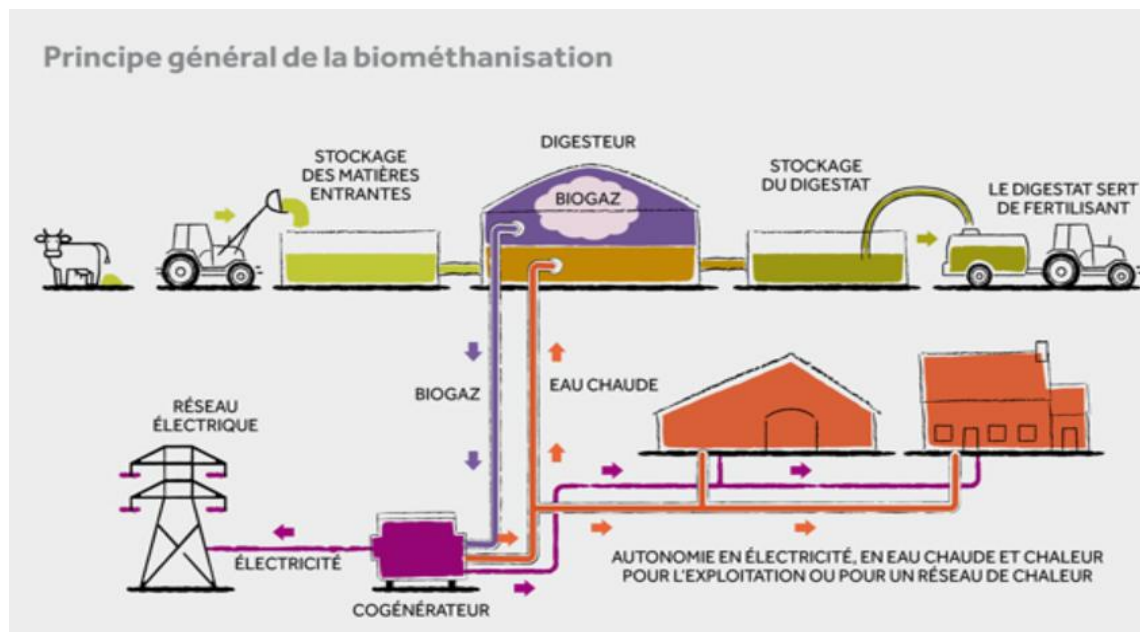 Principe général de la biométhanisation
DIGESTEUR
STOCKAGE
DES MATIÈRES
ENTRANTES
BIOGAZ
STOCKAGE
DU DIGESTAT
LE DIGESTAT SERT
DE FERTILISANT
BIOGAZ
EAU CHAUDE
RÉSEAU
ÉLECTRIQUE
ÉLECTRICITÉ
COGÉNÉRATEUR
AUTONOMIE EN ÉLECTRICITÉ, EN EAU CHAUDE ET CHALEUR
POUR L'EXPLOITATION OU POUR UN RÉSEAU DE CHALEUR